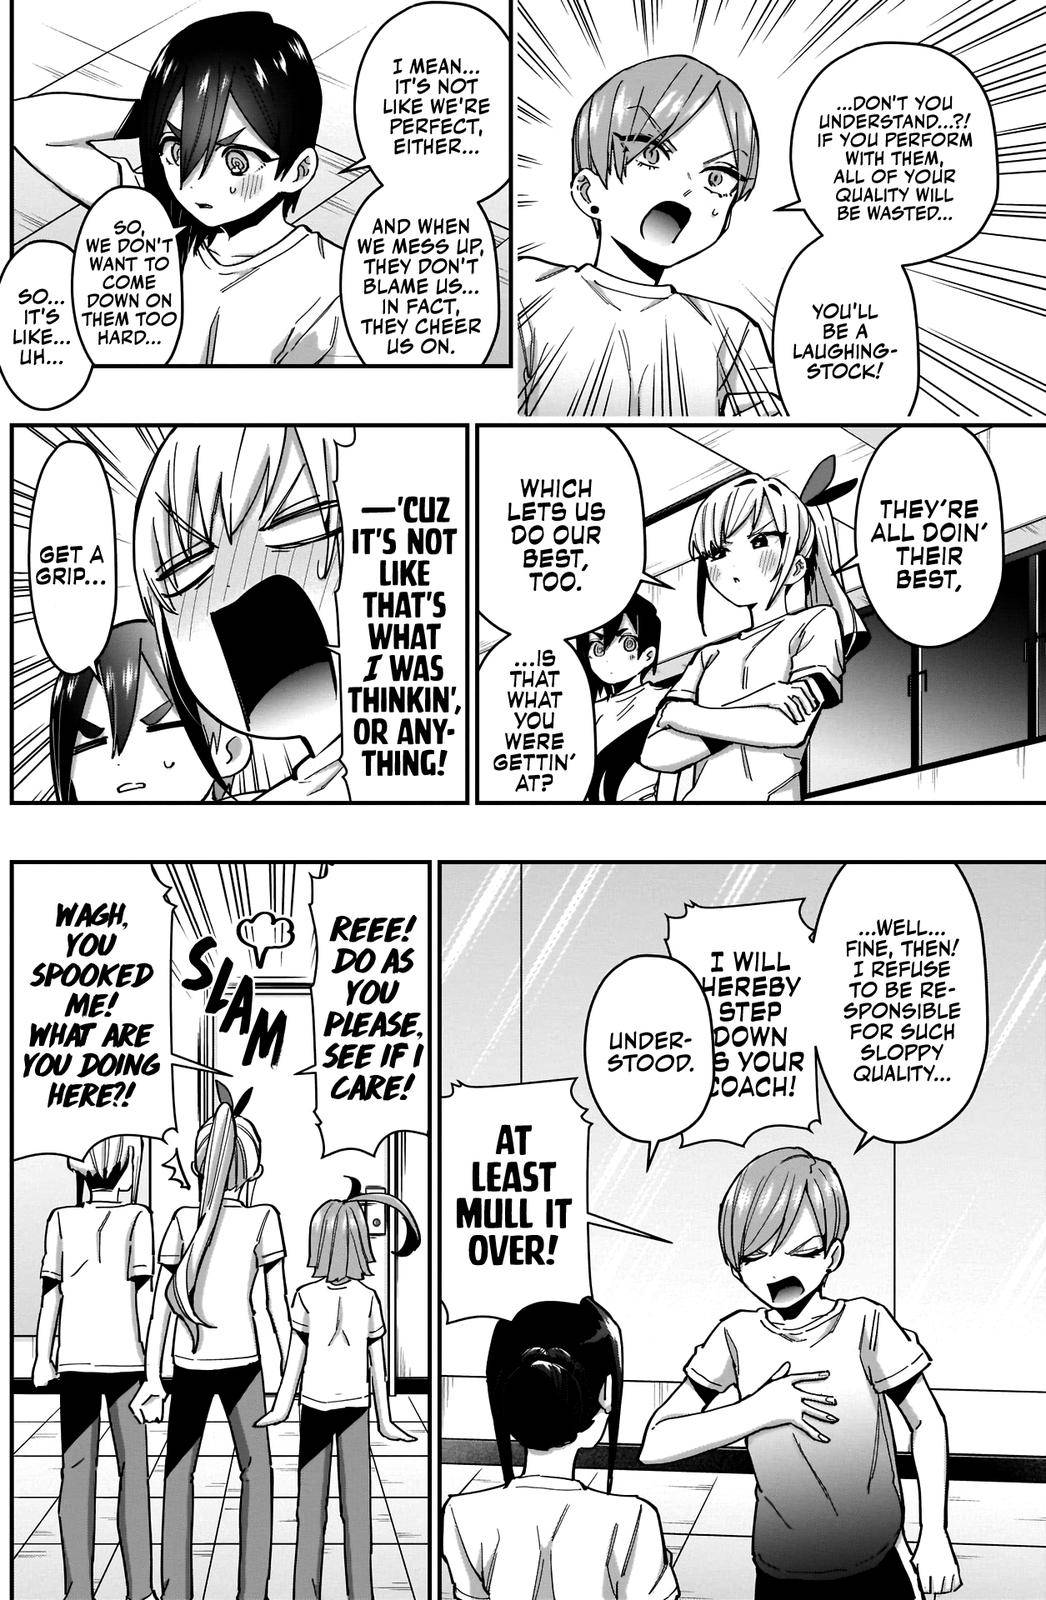 ...DON'T YOU
UNDERSTAND...?!
IF YOU PERFORM
WITH THEM,
ALL OF YOUR
QUALITY WILL
BE WASTED...
YOU'LL
BE A
LAUGHING-
STOCK!
I MEAN...
IT'S NOT
LIKE WE'RE
PERFECT,
EITHER...
AND WHEN
WE MESS UP,
THEY DON'T
BLAME US...
IN FACT,
THEY CHEER
US ON.
SO,
WE DON'T
WANT TO
COME
DOWN ON
THEM TOO
HARD...
SO...
IT'S
LIKE...
UH...
THEY'RE
ALL DOIN'
THEIR
BEST,
WHICH
LETS US
DO OUR
BEST,
TOO.
...IS
THAT
WHAT
YOU
WERE
GETTIN'
AT?
—'CUZ
IT'S NOT
LIKE
THAT'S
WHAT
I WAS
THINKIN',
OR ANY-
THING!
GET A
GRIP...
...WELL...
FINE, THEN!
I REFUSE
TO BE RE-
SPONSIBLE
FOR SUCH
SLOPPY
QUALITY...
I WILL
HEREBY
STEP
DOWN
AS YOUR
COACH!
UNDER-
STOOD.
AT
LEAST
MULL IT
OVER!
REEE!
DO AS
YOU
PLEASE,
SEE IF I
CARE!
SLAM
WAGH,
YOU
SPOOKED
ME!
WHAT ARE
YOU DOING
HERE?!